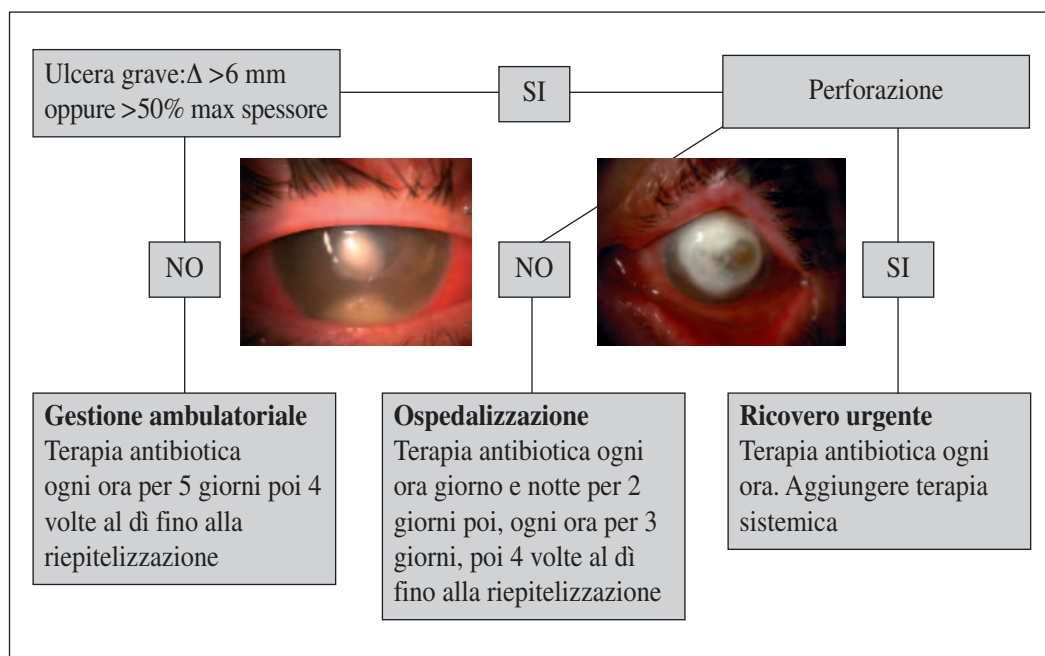 Ulcera grave:Δ >6 mm
oppure >50% max spessore
SI
Perforazione
NO
NO
SI
Gestione ambulatoriale
Terapia antibiotica
ogni ora per 5 giorni poi 4
volte al dì fino alla
riepitelizzazione
Ospedalizzazione
Terapia antibiotica ogni
ora giorno e notte per 2
giorni poi, ogni ora per 3
giorni, poi 4 volte al dì
fino alla riepitelizzazione
Ricovero urgente
Terapia antibiotica ogni
ora. Aggiungere terapia
sistemica